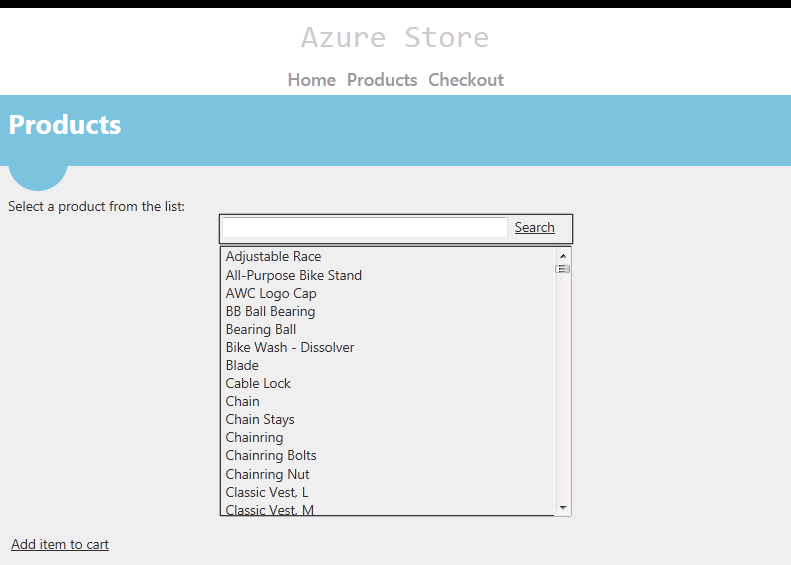 Azure Store
Home Products Checkout
Products
Select a product from the list:
Search
Adjustable Race
All-Purpose Bike Stand
AWC Logo Cap
BB Ball Bearing
Bearing Ball
Bike Wash - Dissolver
Blade
Cable Lock
Chain
Chain Stays
Chainring
Chainring Bolts
Chainring Nut
Classic Vest, L
Classic Vest, M
Add item to cart